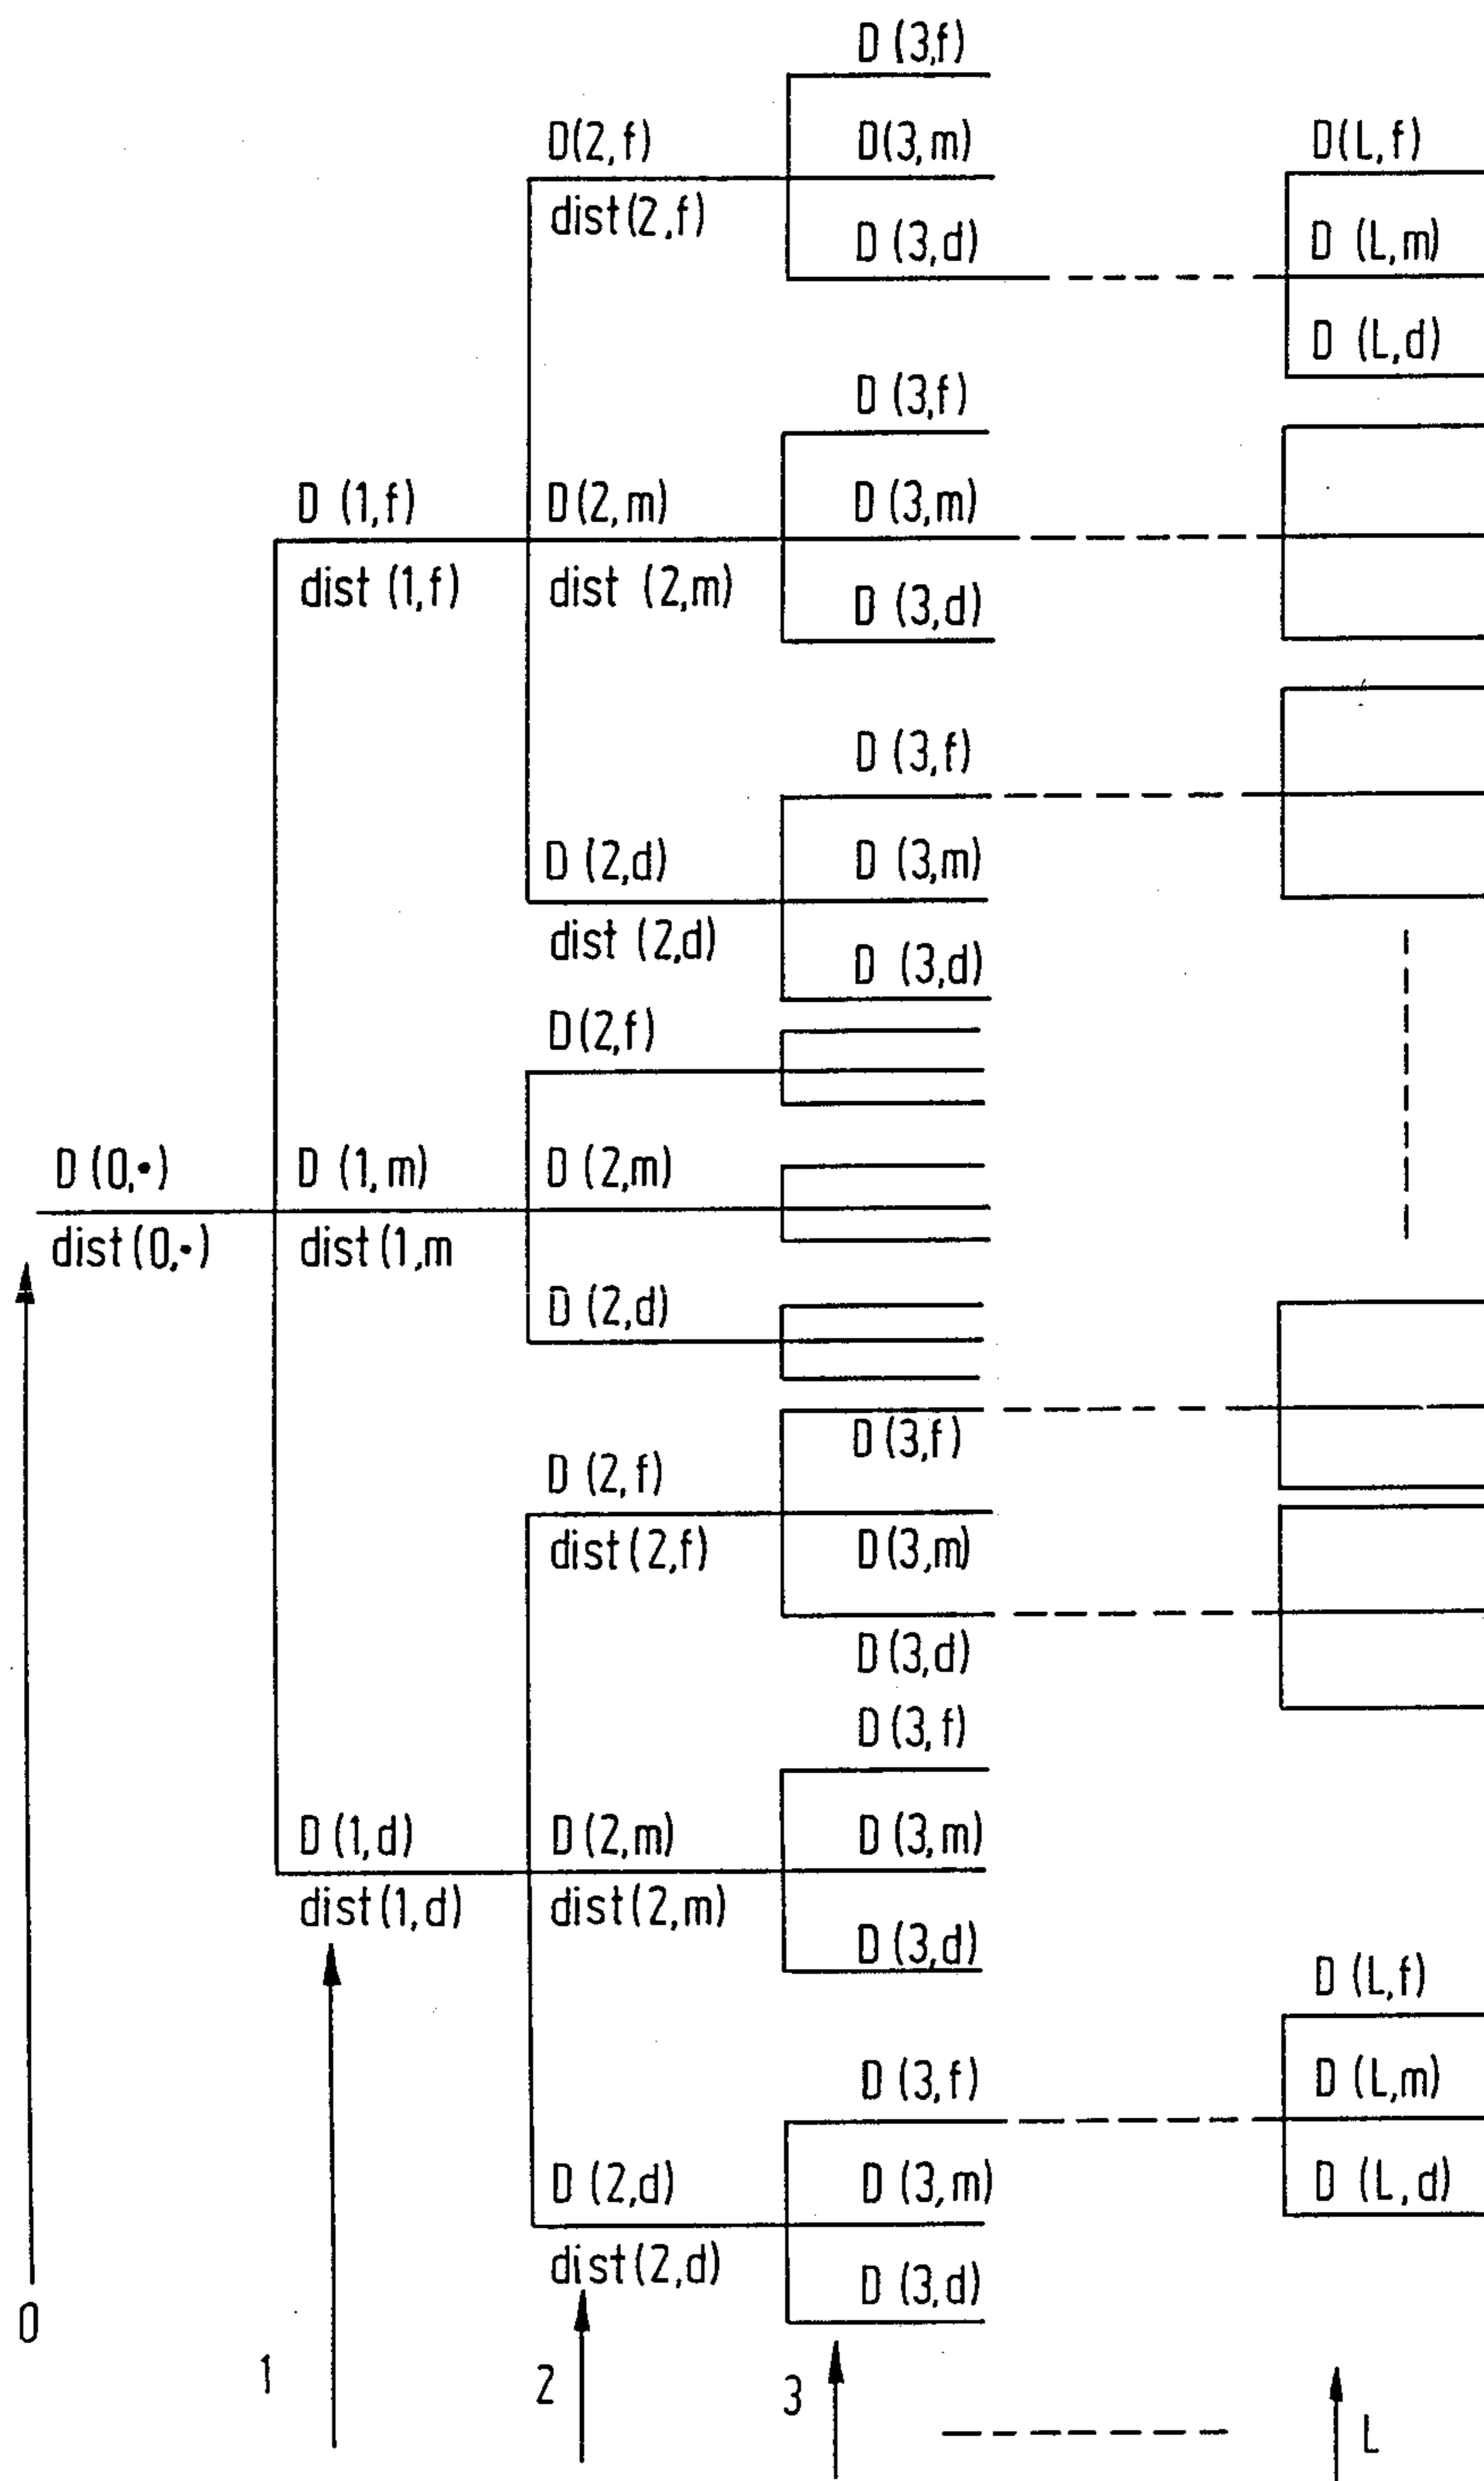 D (3,f)
D(2,f)
D(3,m)
D(L,f)
dist(2,f)
D (3,d)
D (L,m)
D (L,d)
D (3,f)
D (1,f)
D(2,m)
D (3,m)
dist (1,f)
dist (2,m)
D (3,d)
D (3,f)
D (2,d)
D (3,m)
dist (2,d)
D (3,d)
D(2,f)
D (0,•)
D (1,m)
D (2,m)
dist(0,•)
dist(1,m
D (2,d)
D(3,f)
D (2,f)
dist(2,f)
D(3,m)
D(3,d)
D(3,f)
D (1,d)
D(2,m)
D (3,m)
dist(1,d)
dist(2,m)
D (3,d)
D (L,f)
D (3,f)
D (L,m)
D (2,d)
D (3,m)
D (L,d)
dist(2,d)
D (3,d)
0
1
2
3
L